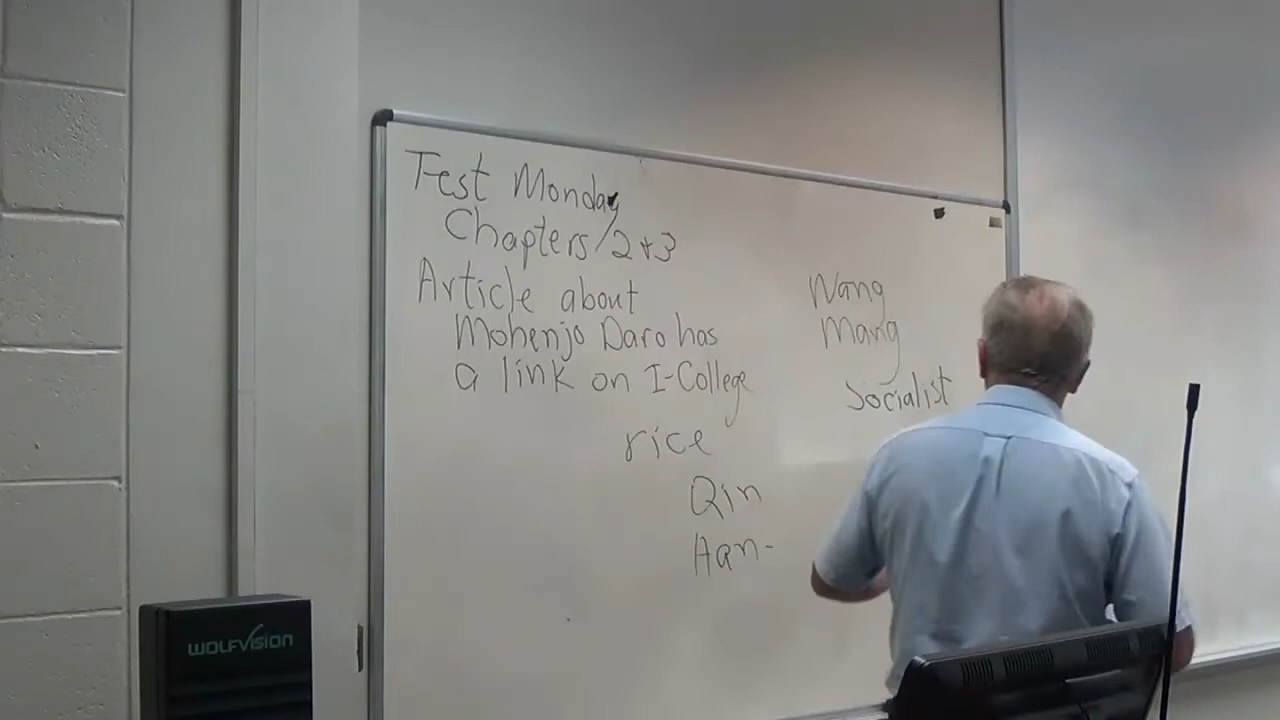 Test Monday
Chapters/2+3
Article about
Mohenjo Daro has
a link on I-College
rice
Qin
Han-
Wang
Mang
Socialist
WOLFVISION